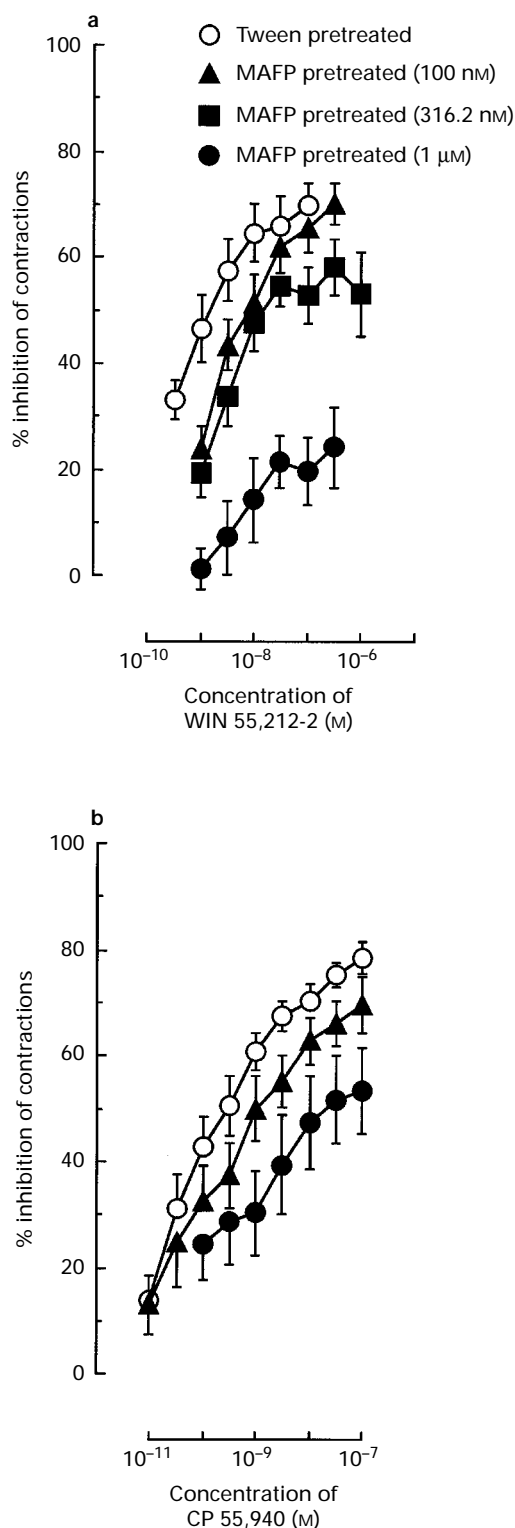 a
Tween pretreated
MAFP pretreated (100 nM)
MAFP pretreated (316.2 nM)
MAFP pretreated (1 μM)
100
80
60
40
20
0
% inhibition of contractions
10⁻¹⁰ 10⁻⁸ 10⁻⁶
Concentration of
WIN 55,212-2 (M)
b
100
80
60
40
20
0
% inhibition of contractions
10⁻¹¹ 10⁻⁹ 10⁻⁷
Concentration of
CP 55,940 (M)